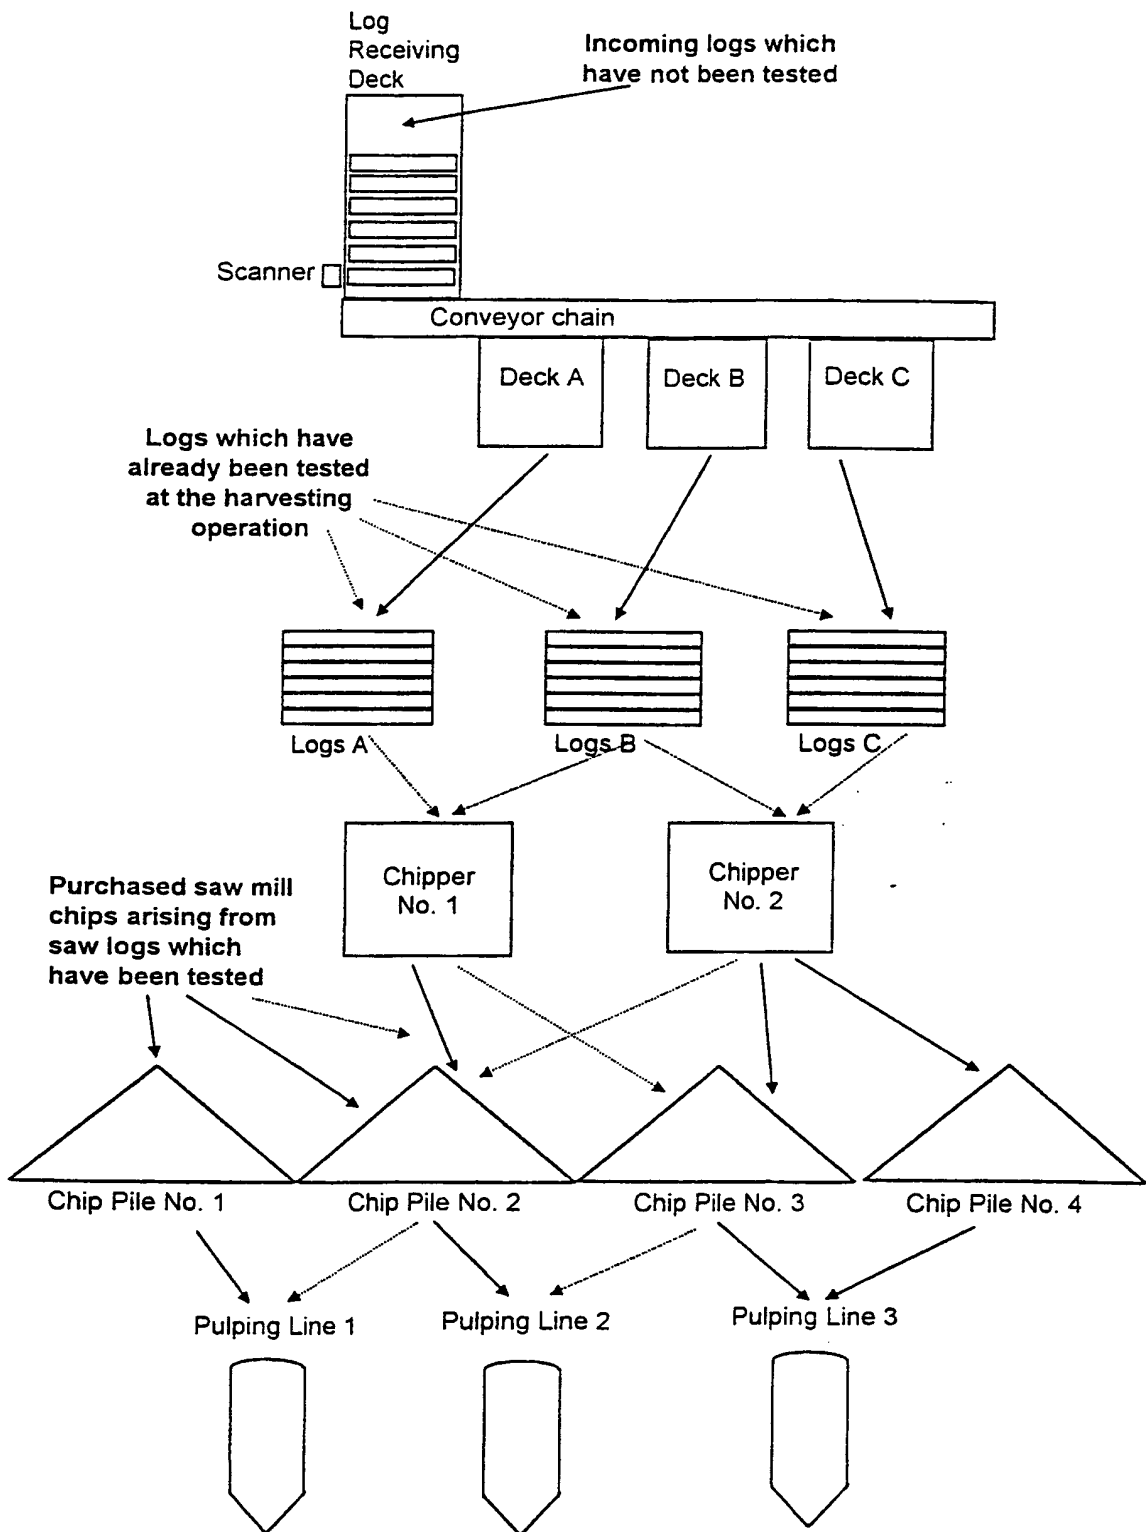 Log
Receiving
Deck
Incoming logs which
have not been tested
Scanner
Conveyor chain
Deck A
Deck B
Deck C
Logs which have
already been tested
at the harvesting
operation
Logs A
Logs B
Logs C
Chipper
No. 1
Chipper
No. 2
Purchased saw mill
chips arising from
saw logs which
have been tested
Chip Pile No. 1
Chip Pile No. 2
Chip Pile No. 3
Chip Pile No. 4
Pulping Line 1
Pulping Line 2
Pulping Line 3